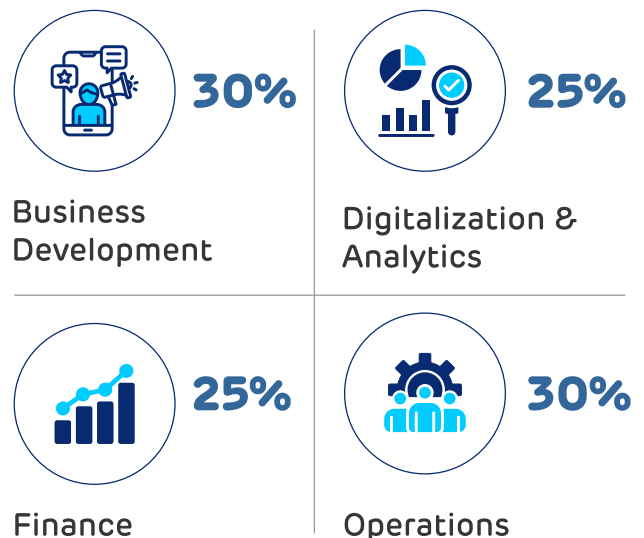 30%
Business
Development
25%
Digitalization &
Analytics
25%
Finance
30%
Operations